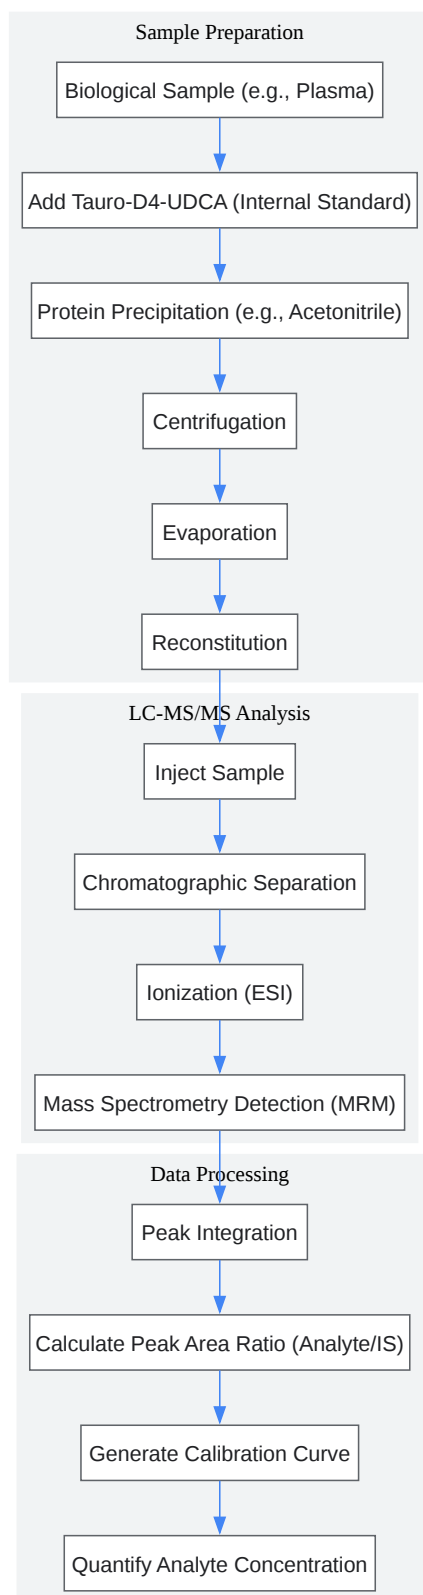 Sample Preparation
Biological Sample (e.g., Plasma)
Add Tauro-D4-UDCA (Internal Standard)
Protein Precipitation (e.g., Acetonitrile)
Centrifugation
Evaporation
Reconstitution
LC-MS/MS Analysis
Inject Sample
Chromatographic Separation
Ionization (ESI)
Mass Spectrometry Detection (MRM)
Data Processing
Peak Integration
Calculate Peak Area Ratio (Analyte/IS)
Generate Calibration Curve
Quantify Analyte Concentration